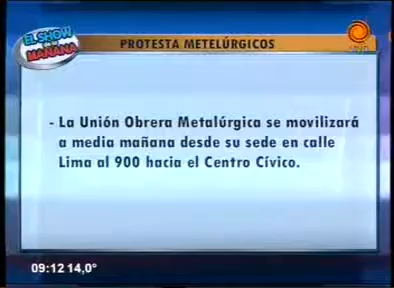 EL SHOW
DE LA
MAÑANA
PROTESTA METELÚRGICOS
- La Unión Obrera Metalúrgica se movilizará
a media mañana desde su sede en calle
Lima al 900 hacia el Centro Cívico.
09:12 14,0°